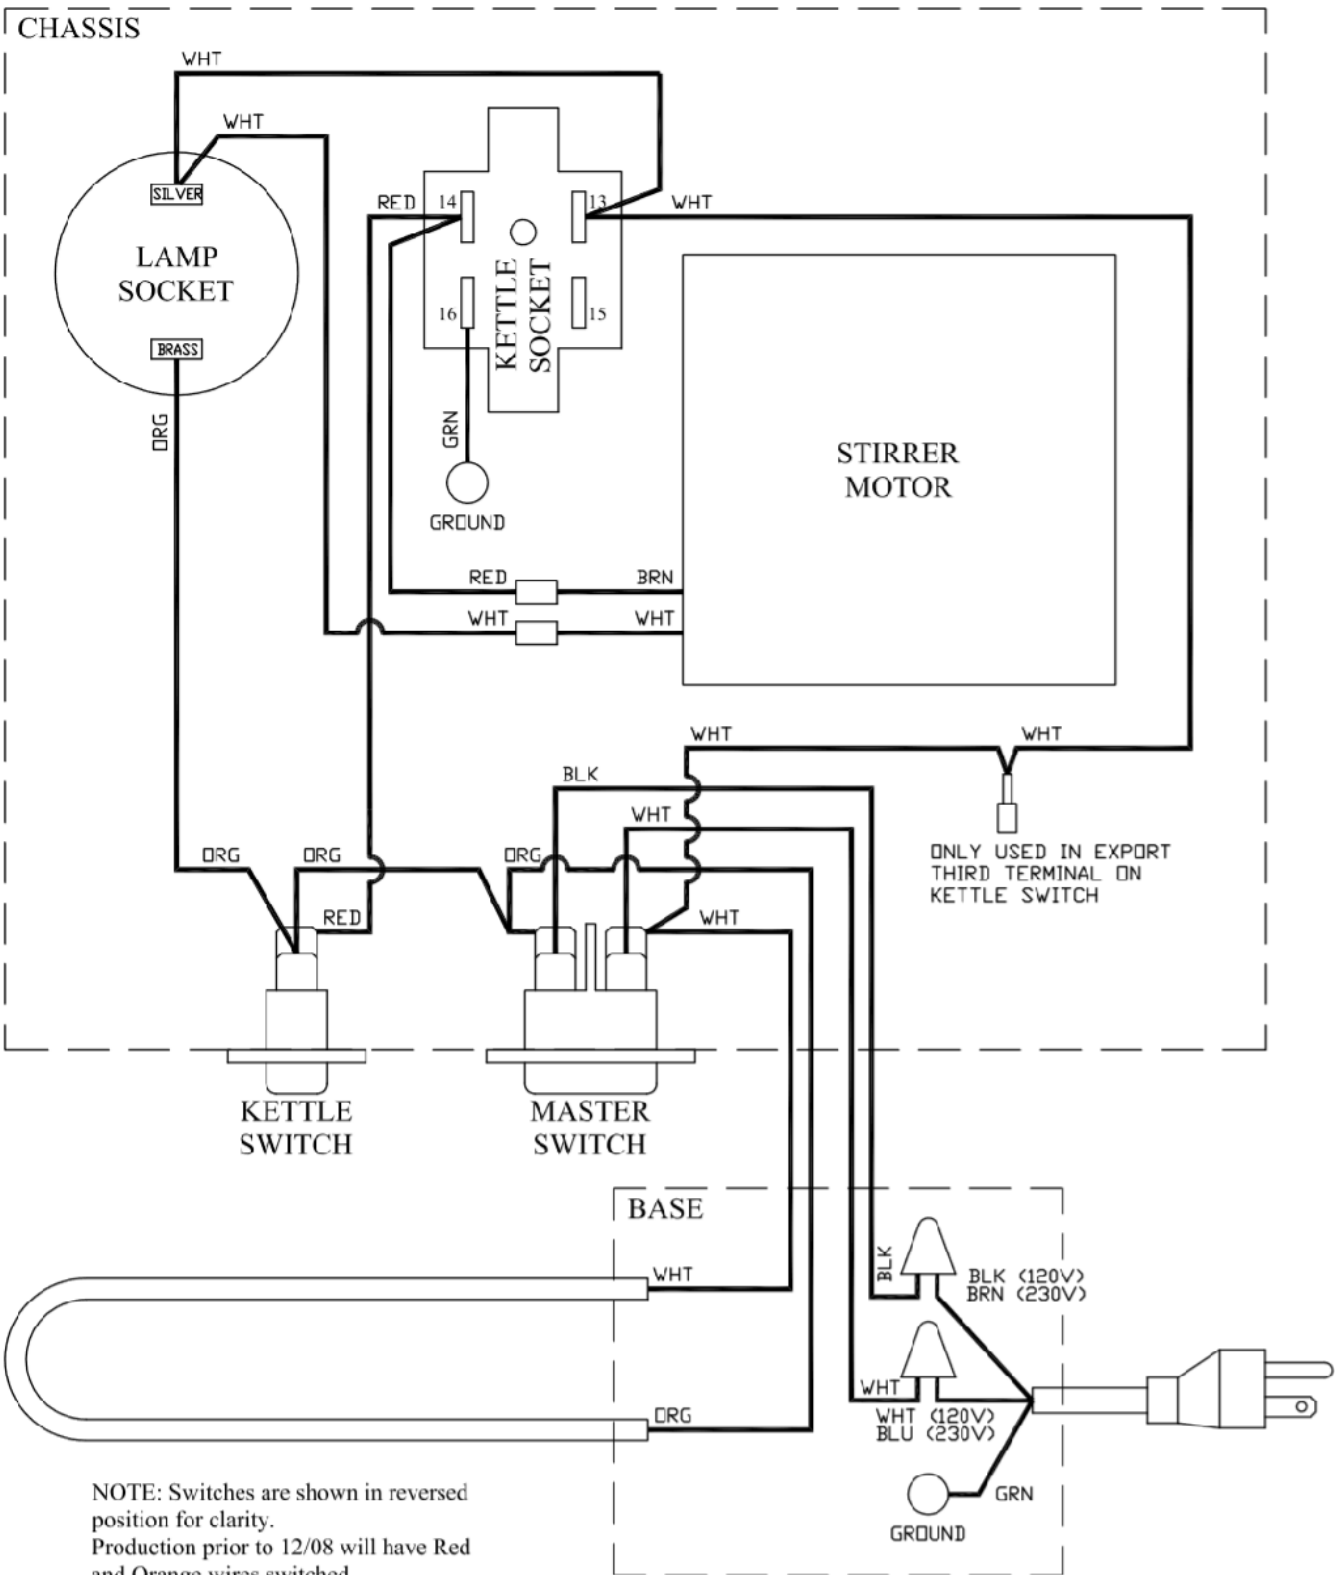 CHASSIS
WHT
WHT
SILVER
LAMP
SOCKET
BRASS
ORG
RED
14
13
WHT
16
15
KETTLE
SOCKET
GRN
GROUND
STIRRER
MOTOR
RED
BRN
WHT
WHT
WHT
WHT
BLK
WHT
ONLY USED IN EXPORT
THIRD TERMINAL ON
KETTLE SWITCH
ORG
ORG
ORG
RED
WHT
KETTLE
SWITCH
MASTER
SWITCH
BASE
WHT
BLK
BLK (120V)
BRN (230V)
WHT
WHT (120V)
BLU (230V)
ORG
GRN
GROUND
NOTE: Switches are shown in reversed
position for clarity.
Production prior to 12/08 will have Red
and Orange wires switched